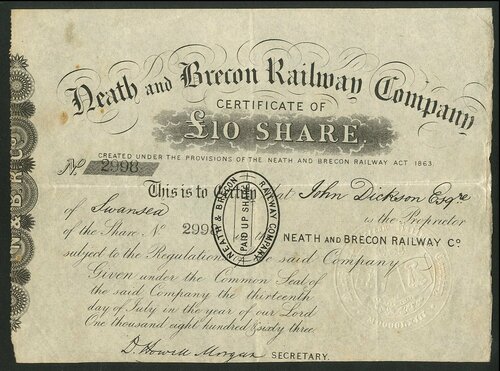 Neath and Brecon Railway Company
CERTIFICATE OF
£10 SHARE.
CREATED UNDER THE PROVISIONS OF THE NEATH AND BRECON RAILWAY ACT 1863.
No 2998
This is to Certify that John Dickson Esqre
of Swansea is the Proprietor
of the Share No 2998 NEATH AND BRECON RAILWAY Co
subject to the Regulations said Company
Given under the Common Seal of
the said Company the thirteenth
day of July in the year of our Lord
One thousand eight hundred & sixty three
D. Howell Morgan SECRETARY.
NEATH & BRECON RAILWAY COMPANY.
PAID UP SHARE